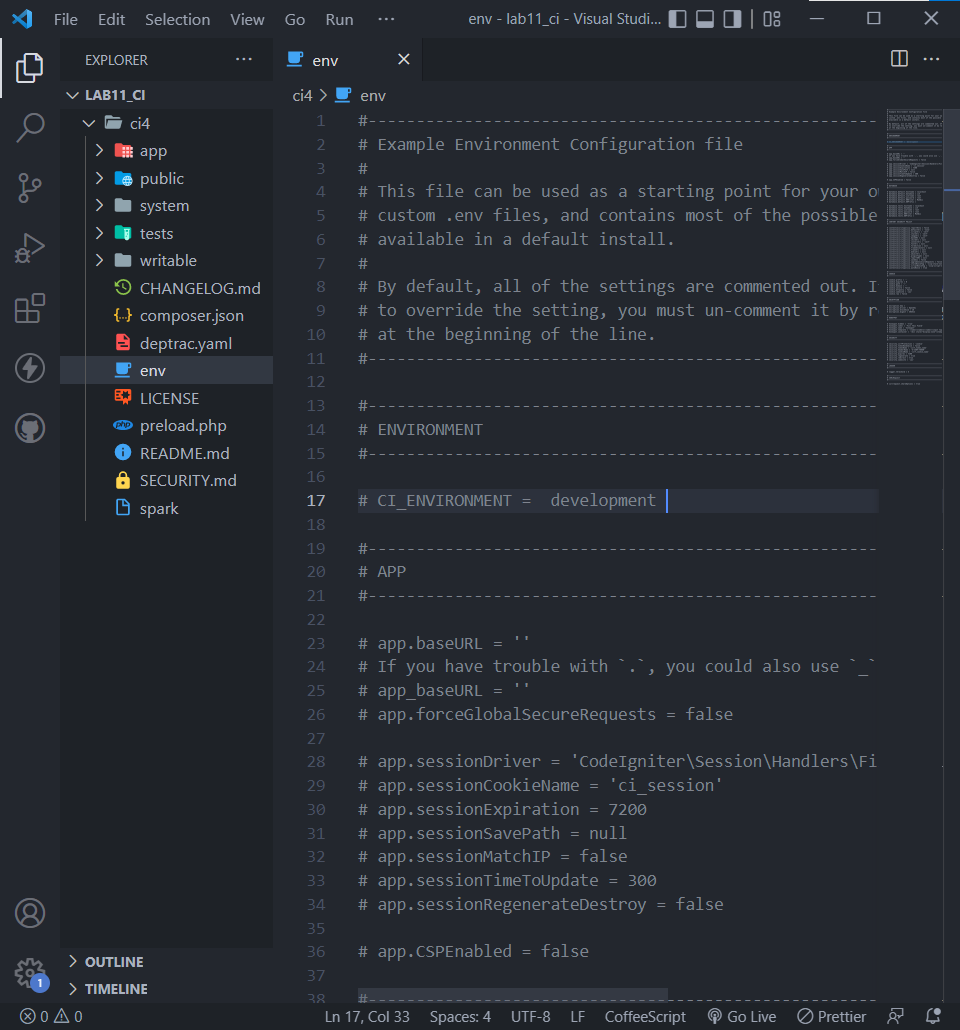 File Edit Selection View Go Run ··· env - lab11_ci - Visual Studi...
EXPLORER ···
LAB11_CI
ci4
app
public
system
tests
writable
CHANGELOG.md
composer.json
deptrac.yaml
env
LICENSE
preload.php
README.md
SECURITY.md
spark
OUTLINE
TIMELINE
env
ci4 > env
1 #------------------------------------------------------
2 # Example Environment Configuration file
3 #
4 # This file can be used as a starting point for your o
5 # custom .env files, and contains most of the possible
6 # available in a default install.
7 #
8 # By default, all of the settings are commented out. I
9 # to override the setting, you must un-comment it by r
10 # at the beginning of the line.
11 #------------------------------------------------------
12
13 #------------------------------------------------------
14 # ENVIRONMENT
15 #------------------------------------------------------
16
17 # CI_ENVIRONMENT =  development
18
19 #------------------------------------------------------
20 # APP
21 #------------------------------------------------------
22
23 # app.baseURL = ''
24 # If you have trouble with `.`, you could also use `_`
25 # app_baseURL = ''
26 # app.forceGlobalSecureRequests = false
27
28 # app.sessionDriver = 'CodeIgniter\Session\Handlers\Fi
29 # app.sessionCookieName = 'ci_session'
30 # app.sessionExpiration = 7200
31 # app.sessionSavePath = null
32 # app.sessionMatchIP = false
33 # app.sessionTimeToUpdate = 300
34 # app.sessionRegenerateDestroy = false
35
36 # app.CSPEnabled = false
37
38 #------------------------------------------------------
1
0 0 Ln 17, Col 33 Spaces: 4 UTF-8 LF CoffeeScript Go Live Prettier